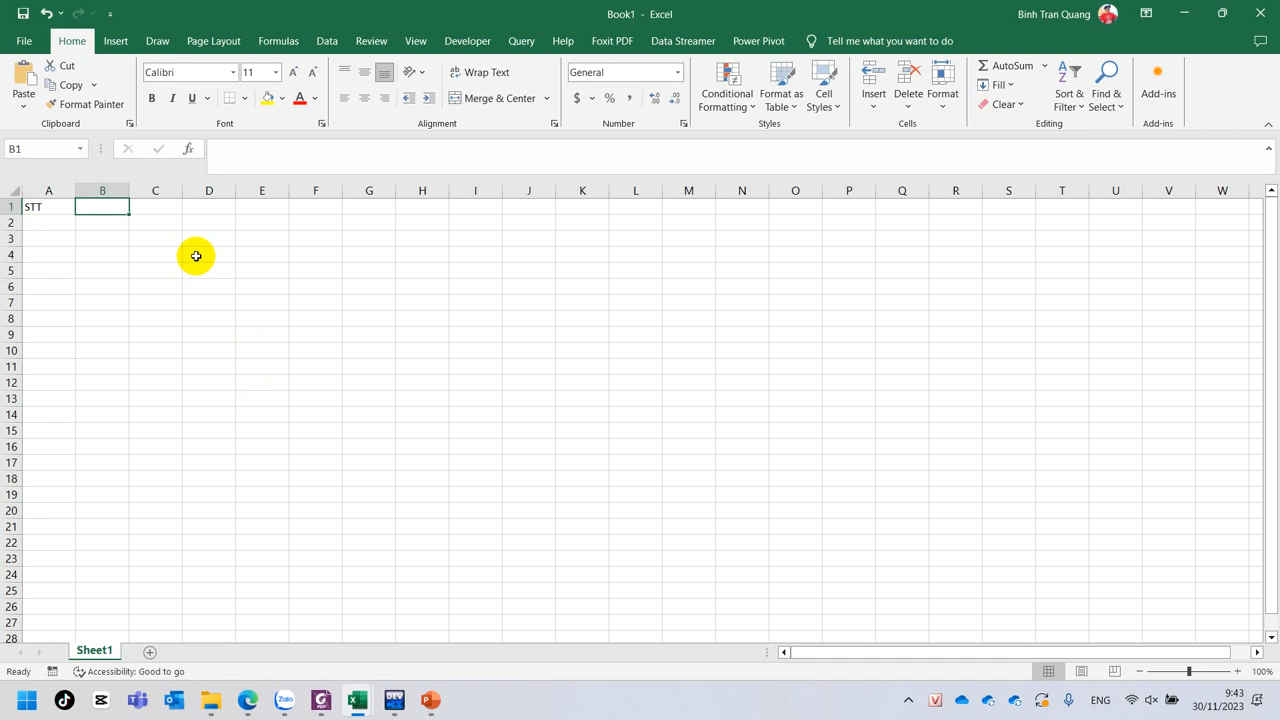 Book1 - Excel
Binh Tran Quang
File Home Insert Draw Page Layout Formulas Data Review View Developer Query Help Foxit PDF Data Streamer Power Pivot Tell me what you want to do
Paste
Cut
Copy
Format Painter
Calibri 11
B I U
Wrap Text
Merge & Center
General
$ % ,
Conditional Formatting
Format as Table
Cell Styles
Insert
Delete
Format
AutoSum
Fill
Clear
Sort & Filter
Find & Select
Add-ins
Clipboard Font Alignment Number Styles Cells Editing Add-ins
B1 fx
A B C D E F G H I J K L M N O P Q R S T U V W
1 STT
2
3
4
5
6
7
8
9
10
11
12
13
14
15
16
17
18
19
20
21
22
23
24
25
26
27
28
Sheet1
Ready Accessibility: Good to go 100%
ENG 9:43
30/11/2023